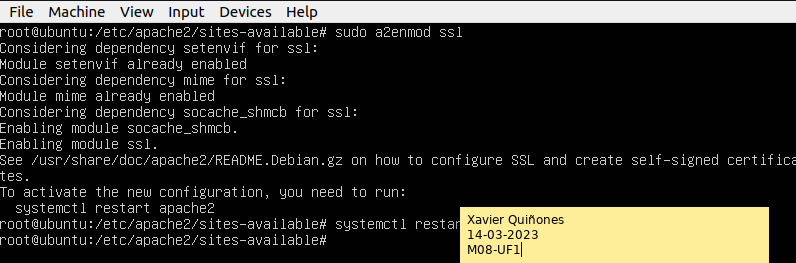 File Machine View Input Devices Help
root@ubuntu:/etc/apache2/sites-available# sudo a2enmod ssl
Considering dependency setenvif for ssl:
Module setenvif already enabled
Considering dependency mime for ssl:
Module mime already enabled
Considering dependency socache_shmcb for ssl:
Enabling module socache_shmcb.
Enabling module ssl.
See /usr/share/doc/apache2/README.Debian.gz on how to configure SSL and create self-signed certifica
tes.
To activate the new configuration, you need to run:
  systemctl restart apache2
root@ubuntu:/etc/apache2/sites-available# systemctl
root@ubuntu:/etc/apache2/sites-available#
Xavier Quiñones
14-03-2023
M08-UF1